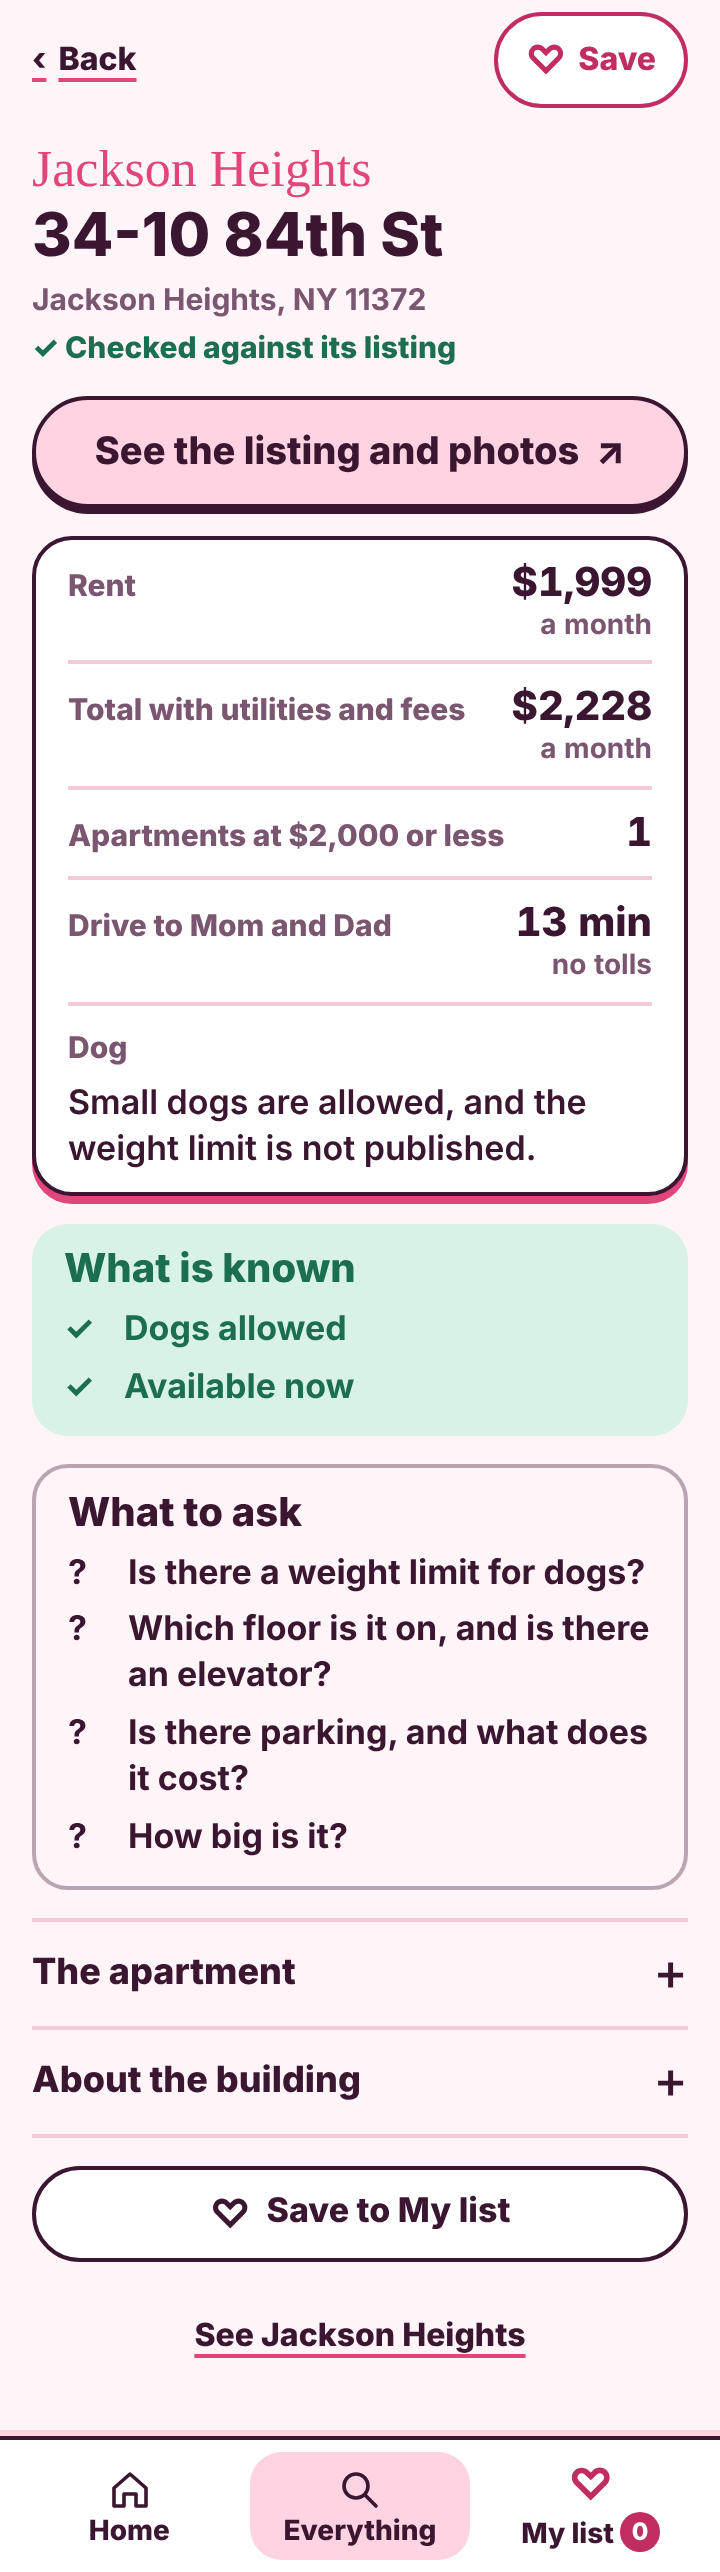 ‹ Back
Save
Jackson Heights
34-10 84th St
Jackson Heights, NY 11372
✓ Checked against its listing
See the listing and photos ↗
Rent $1,999
a month
Total with utilities and fees $2,228
a month
Apartments at $2,000 or less 1
Drive to Mom and Dad 13 min
no tolls
Dog
Small dogs are allowed, and the
weight limit is not published.
What is known
✓ Dogs allowed
✓ Available now
What to ask
? Is there a weight limit for dogs?
? Which floor is it on, and is there
an elevator?
? Is there parking, and what does
it cost?
? How big is it?
The apartment +
About the building +
Save to My list
See Jackson Heights
Home
Everything
My list 0